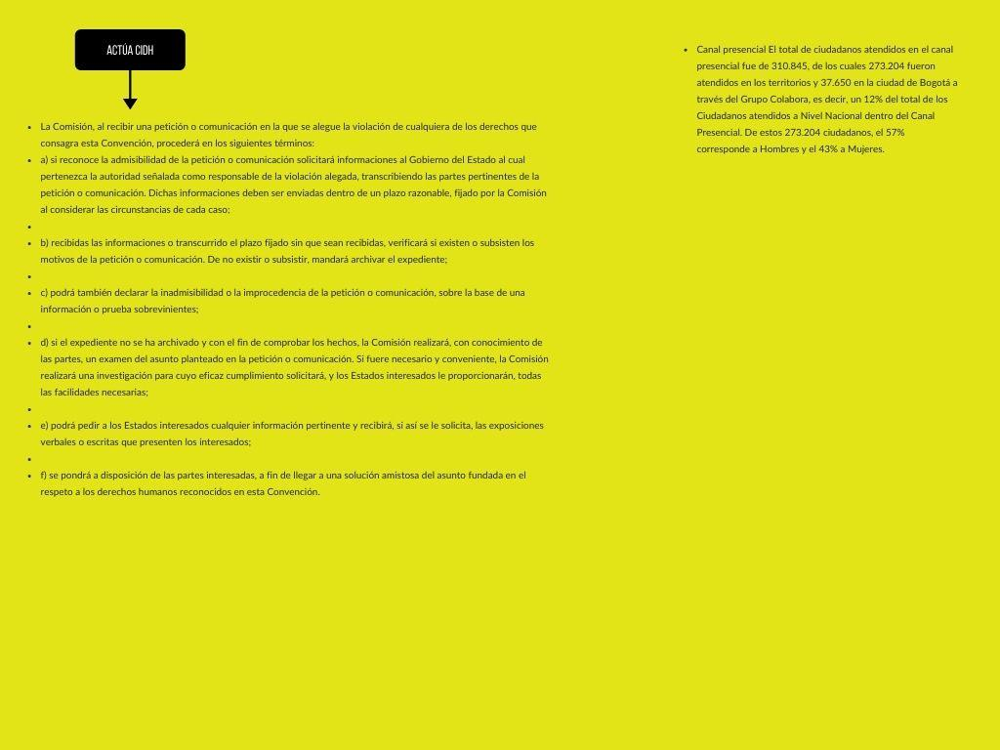 ACTÚA CIDH
• La Comisión, al recibir una petición o comunicación en la que se alegue la violación de cualquiera de los derechos que
consagra esta Convención, procederá en los siguientes términos:
• a) si reconoce la admisibilidad de la petición o comunicación solicitará informaciones al Gobierno del Estado al cual
pertenezca la autoridad señalada como responsable de la violación alegada, transcribiendo las partes pertinentes de la
petición o comunicación. Dichas informaciones deben ser enviadas dentro de un plazo razonable, fijado por la Comisión
al considerar las circunstancias de cada caso;
•
• b) recibidas las informaciones o transcurrido el plazo fijado sin que sean recibidas, verificará si existen o subsisten los
motivos de la petición o comunicación. De no existir o subsistir, mandará archivar el expediente;
•
• c) podrá también declarar la inadmisibilidad o la improcedencia de la petición o comunicación, sobre la base de una
información o prueba sobrevinientes;
•
• d) si el expediente no se ha archivado y con el fin de comprobar los hechos, la Comisión realizará, con conocimiento de
las partes, un examen del asunto planteado en la petición o comunicación. Si fuere necesario y conveniente, la Comisión
realizará una investigación para cuyo eficaz cumplimiento solicitará, y los Estados interesados le proporcionarán, todas
las facilidades necesarias;
•
• e) podrá pedir a los Estados interesados cualquier información pertinente y recibirá, si así se le solicita, las exposiciones
verbales o escritas que presenten los interesados;
•
• f) se pondrá a disposición de las partes interesadas, a fin de llegar a una solución amistosa del asunto fundada en el
respeto a los derechos humanos reconocidos en esta Convención.
• Canal presencial El total de ciudadanos atendidos en el canal
presencial fue de 310.845, de los cuales 273.204 fueron
atendidos en los territorios y 37.650 en la ciudad de Bogotá a
través del Grupo Colabora, es decir, un 12% del total de los
Ciudadanos atendidos a Nivel Nacional dentro del Canal
Presencial. De estos 273.204 ciudadanos, el 57%
corresponde a Hombres y el 43% a Mujeres.